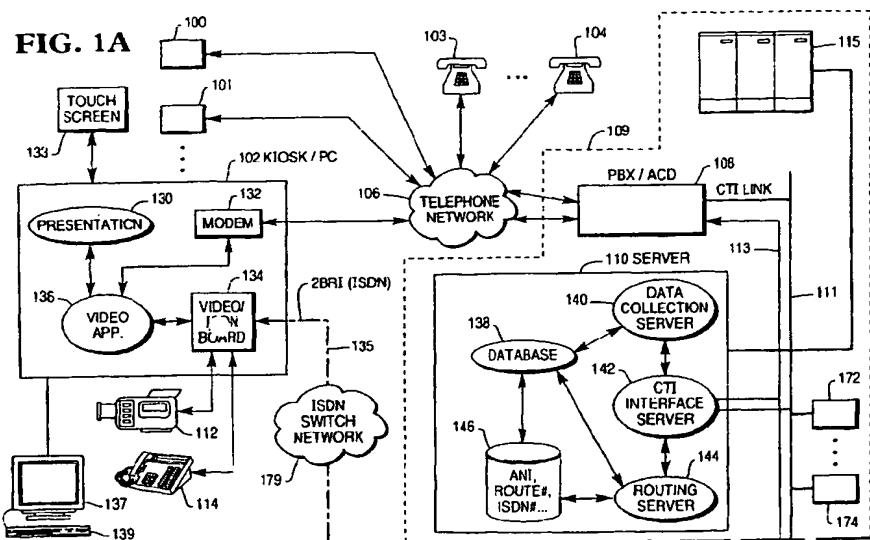 FIG. 1A
100
101
103
104
115
TOUCH
SCREEN
133
102 KIOSK / PC
109
130
PRESENTATION
132
MODEM
106
TELEPHONE
NETWORK
PBX / ACD
108
CTI LINK
113
111
136
VIDEO
APP.
134
VIDEO/
BOARD
2BRI (ISDN)
135
110 SERVER
140
DATA
COLLECTION
SERVER
138
DATABASE
142
CTI
INTERFACE
SERVER
172
112
ISDN
SWITCH
NETWORK
179
146
ANI,
ROUTE#,
ISDN#...
144
ROUTING
SERVER
174
114
137
139